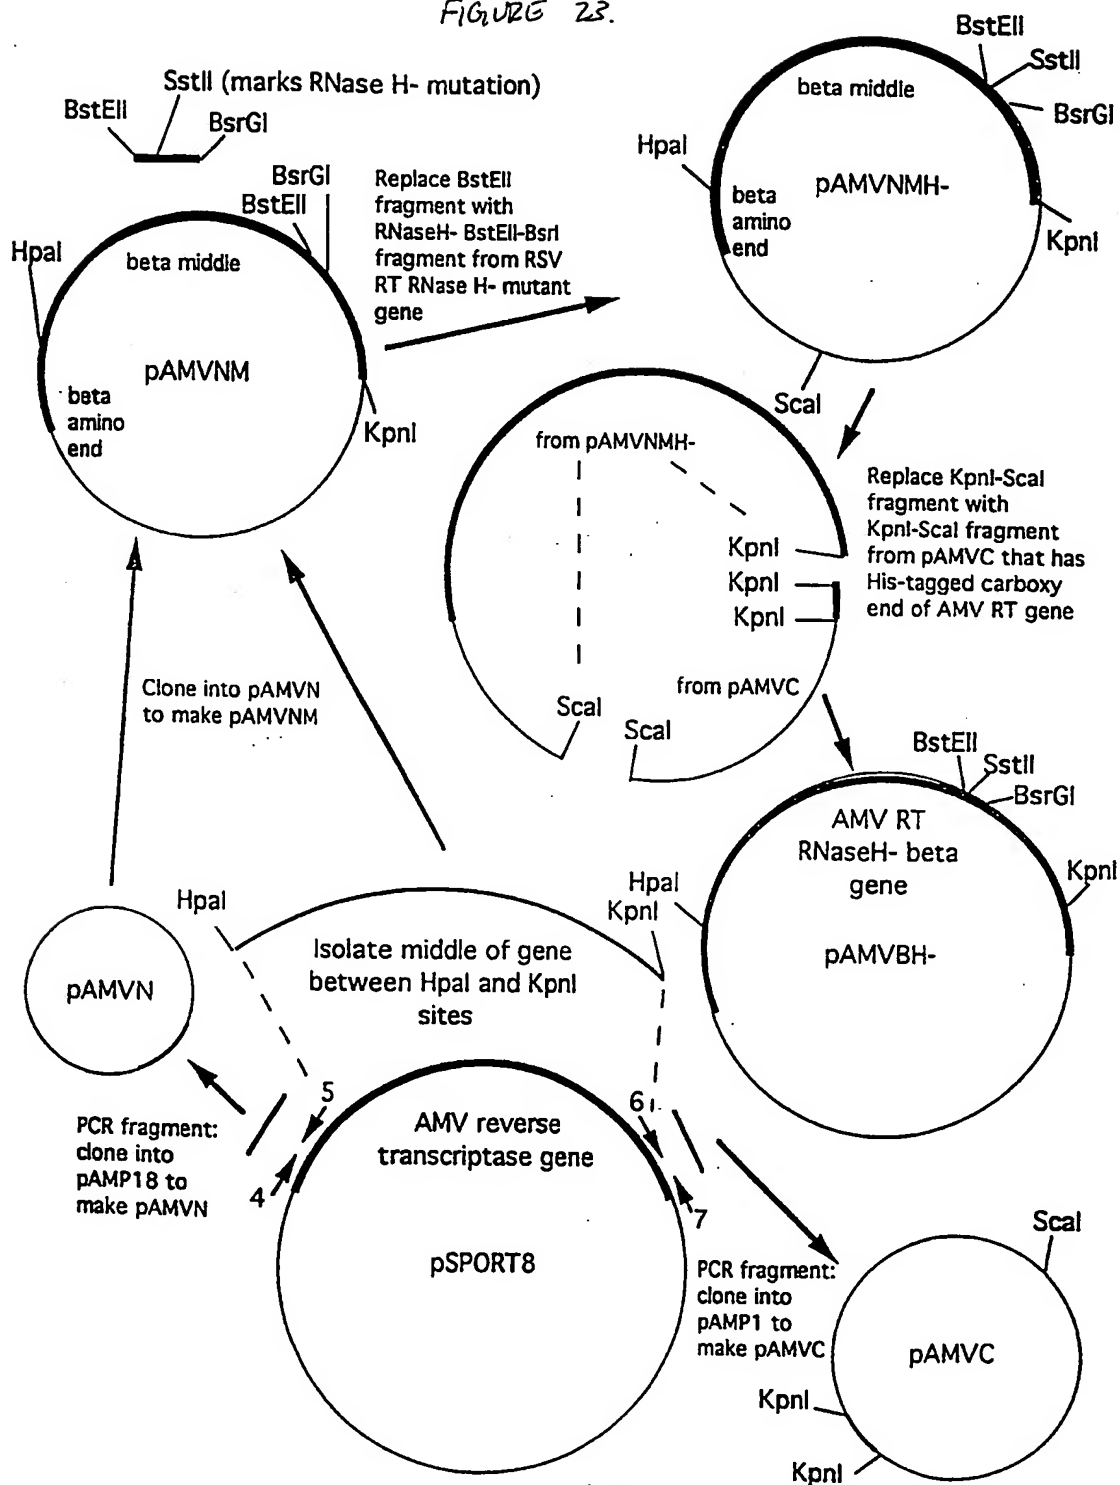 FIGURE 23.
SstII (marks RNase H- mutation)
BstEII
BsrGI
BstEII
SstII
BsrGI
HpaI
beta middle
pAMVNMH-
beta
amino
end
KpnI
ScaI
BsrGI
BstEII
HpaI
beta middle
pAMVNM
beta
amino
end
KpnI
Replace BstEII
fragment with
RNaseH- BstEII-BsrI
fragment from RSV
RT RNase H- mutant
gene
from pAMVNMH-
KpnI
KpnI
KpnI
ScaI
ScaI
from pAMVC
Replace KpnI-ScaI
fragment with
KpnI-ScaI fragment
from pAMVC that has
His-tagged carboxy
end of AMV RT gene
Clone into pAMVN
to make pAMVNM
BstEII
SstII
BsrGI
AMV RT
RNaseH- beta
gene
HpaI
KpnI
pAMVBH-
HpaI
KpnI
Isolate middle of gene
between HpaI and KpnI
sites
pAMVN
PCR fragment:
clone into
pAMP18 to
make pAMVN
5
4
6
7
AMV reverse
transcriptase gene
pSPORT8
PCR fragment:
clone into
pAMP1 to
make pAMVC
ScaI
pAMVC
KpnI
KpnI